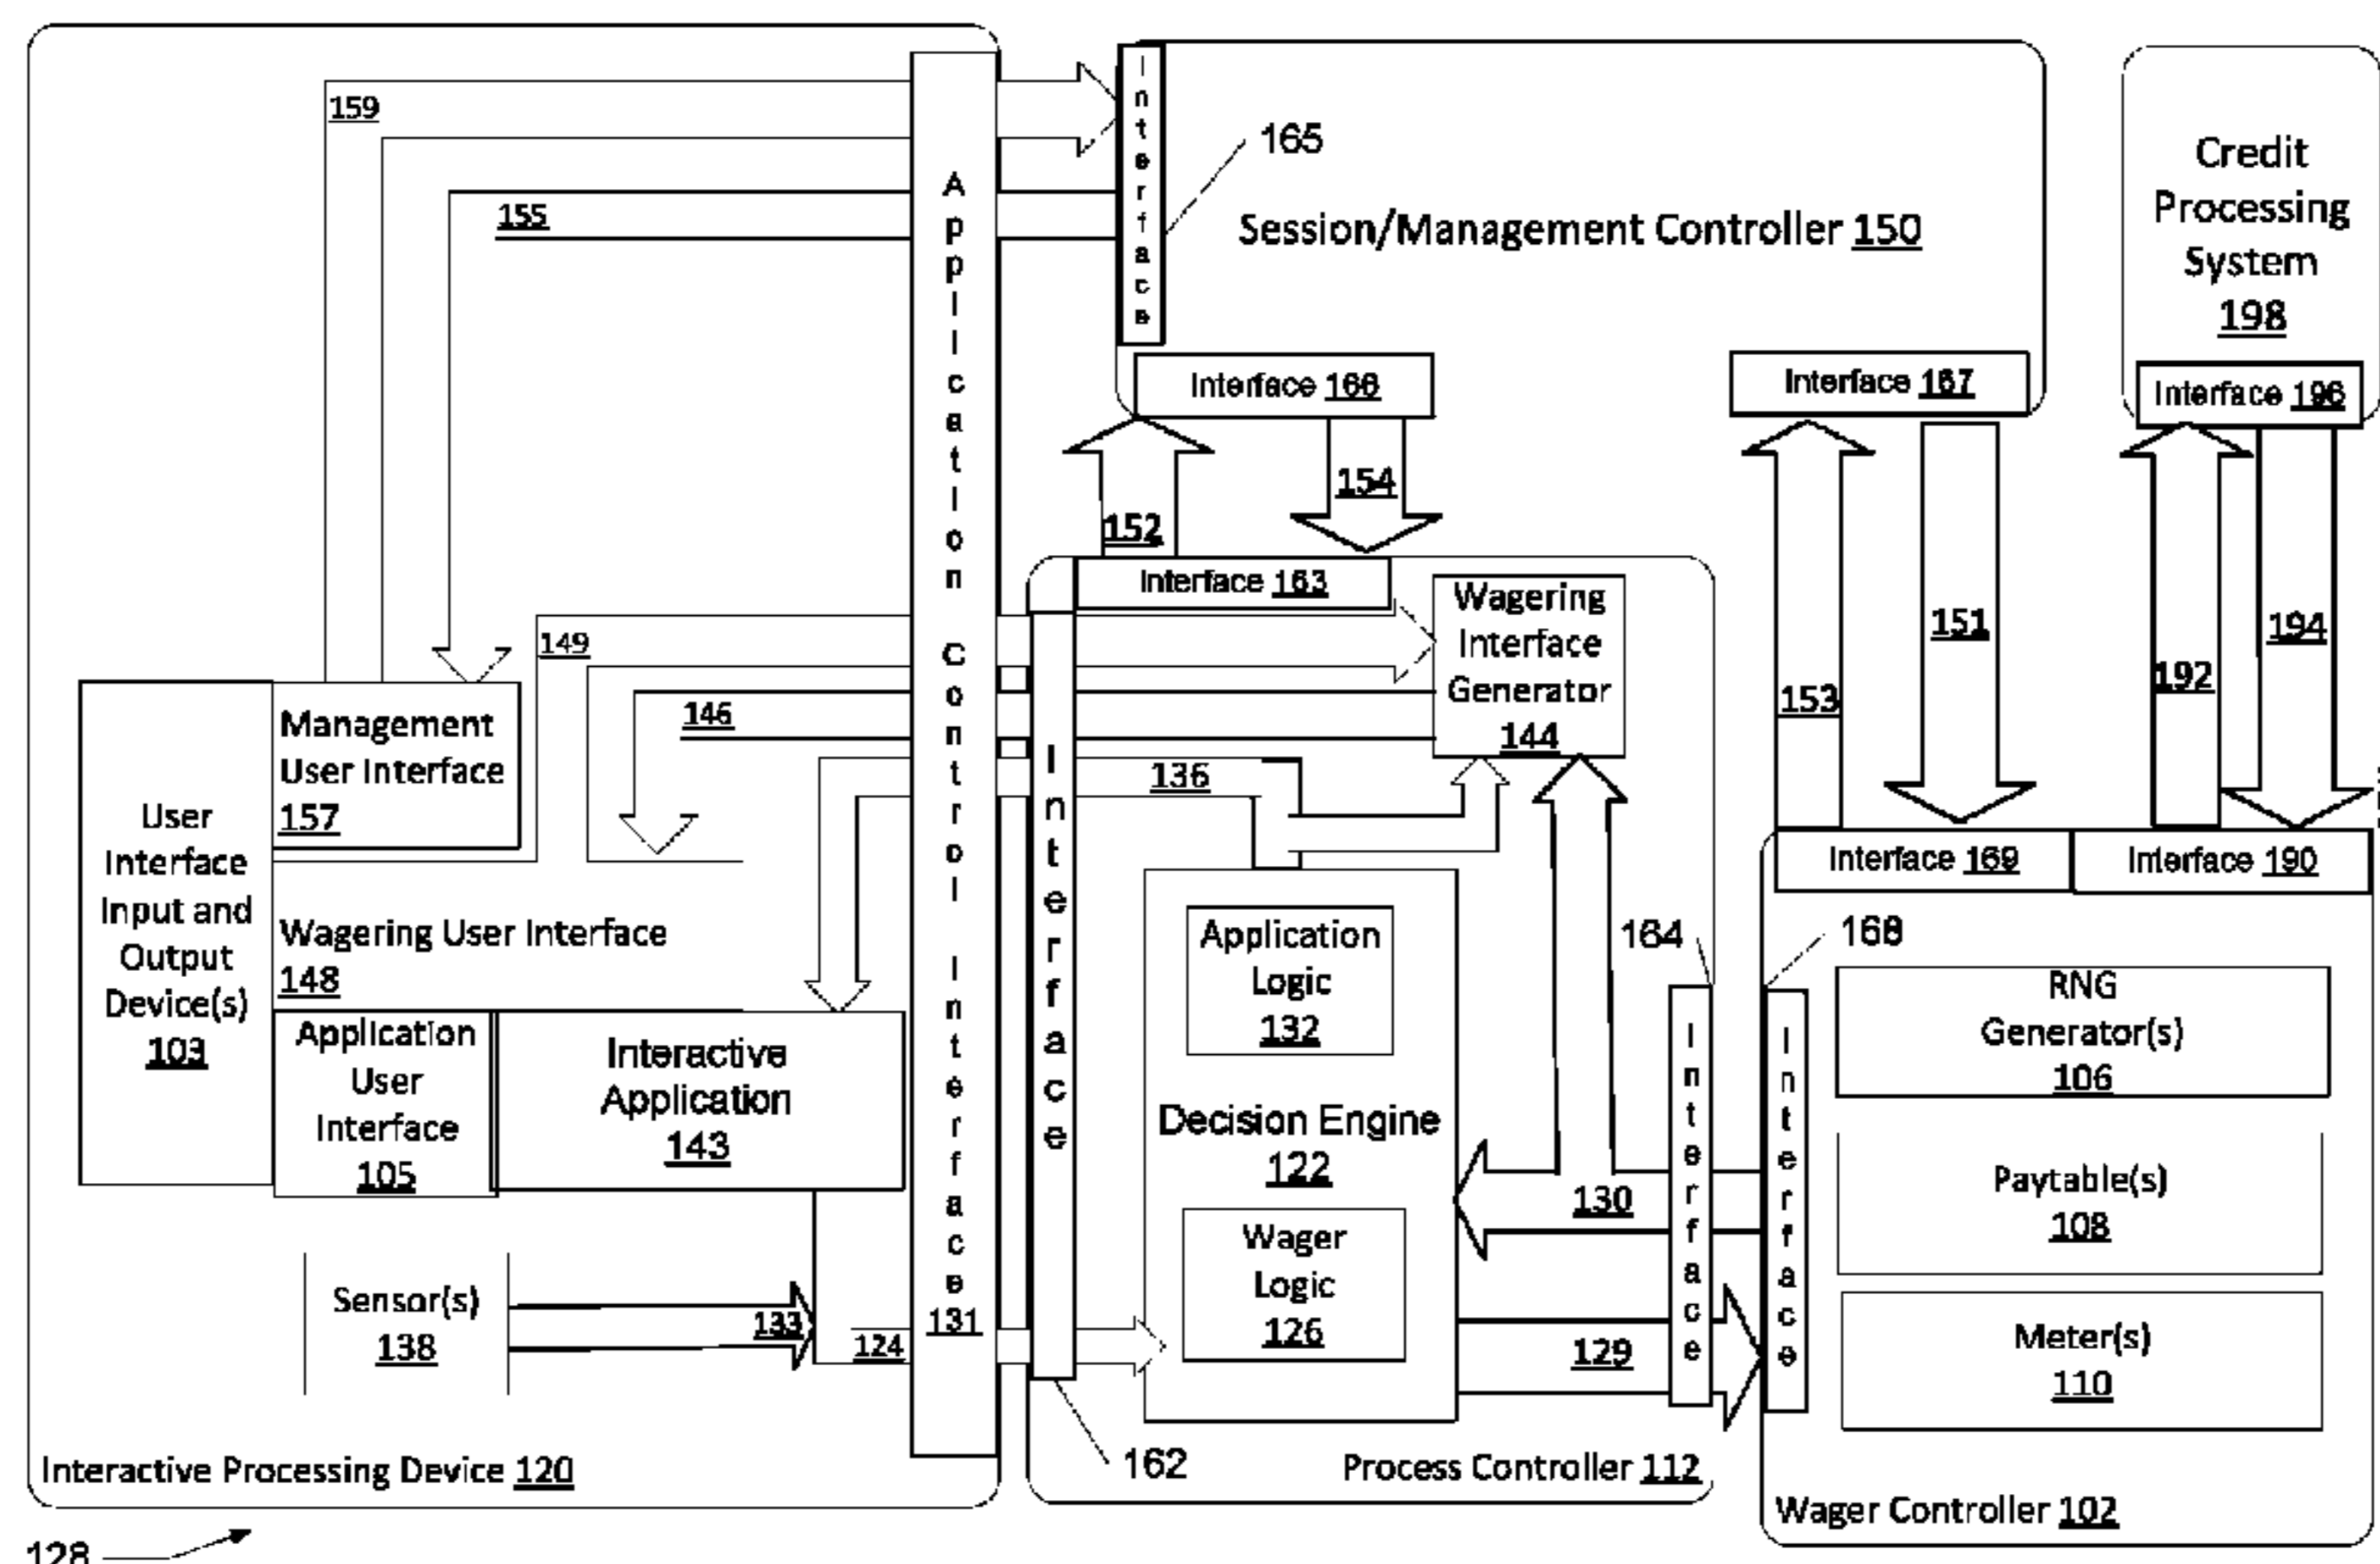 159
155
Application Control Interface
131
Interface
165
Session/Management Controller 150
Interface 166
Interface 167
Credit
Processing
System
198
Interface 196
152
154
153
151
192
194
149
146
136
Management
User Interface
157
User
Interface
Input and
Output
Device(s)
103
Wagering User Interface
148
Application
User
Interface
105
Interactive
Application
143
Sensor(s)
138
133
124
Interactive Processing Device 120
128
Interface 163
Interface
162
Wagering
Interface
Generator
144
Application
Logic
132
Decision Engine
122
Wager
Logic
126
130
129
164
Interface
Process Controller 112
Interface 169
Interface 190
168
Interface
RNG
Generator(s)
106
Paytable(s)
108
Meter(s)
110
Wager Controller 102